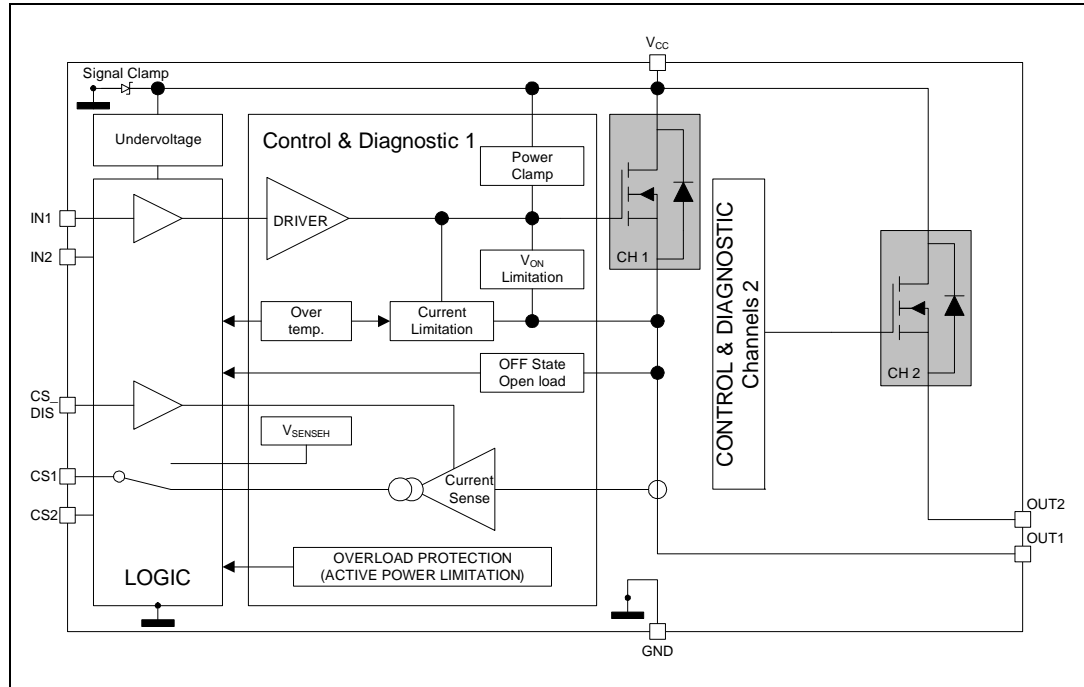 VCC
Signal Clamp
Undervoltage
Control & Diagnostic 1
Power
Clamp
IN1
DRIVER
IN2
VON
Limitation
CH 1
Over
temp.
Current
Limitation
OFF State
Open load
CONTROL & DIAGNOSTIC
Channels 2
CH 2
CS_
DIS
VSENSEH
CS1
Current
Sense
CS2
OUT2
OUT1
OVERLOAD PROTECTION
(ACTIVE POWER LIMITATION)
LOGIC
GND